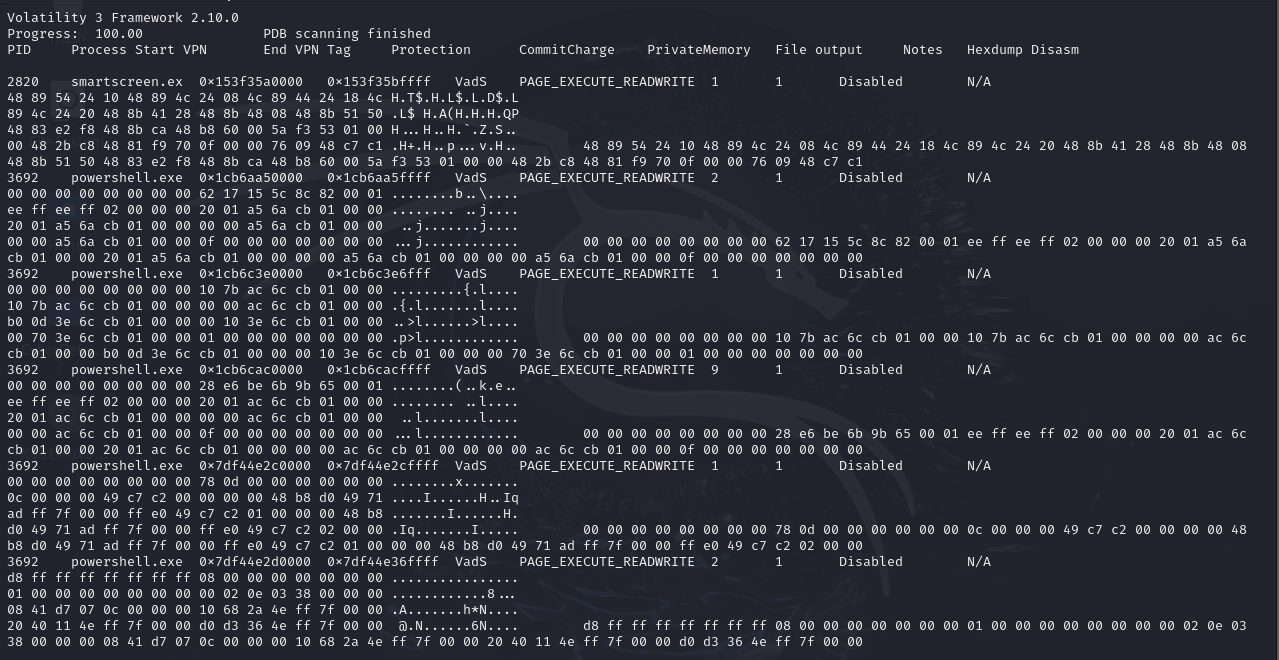 Volatility 3 Framework 2.10.0
Progress:  100.00               PDB scanning finished
PID     Process Start VPN       End VPN Tag     Protection      CommitCharge    PrivateMemory   File output     Notes   Hexdump Disasm
2820    smartscreen.ex  0×153f35a0000   0×153f35bffff   VadS    PAGE_EXECUTE_READWRITE  1       1       Disabled        N/A
48 89 54 24 10 48 89 4c 24 08 4c 89 44 24 18 4c H.T$.H.L$.L.D$.L
89 4c 24 20 48 8b 41 28 48 8b 48 08 48 8b 51 50 .L$ H.A(H.H.H.QP
48 83 e2 f8 48 8b ca 48 b8 60 00 5a f3 53 01 00 H...H..H.`.Z.S..
00 48 2b c8 48 81 f9 70 0f 00 00 76 09 48 c7 c1 .H+.H..p...v.H..        48 89 54 24 10 48 89 4c 24 08 4c 89 44 24 18 4c 89 4c 24 20 48 8b 41 28 48 8b 48 08
48 8b 51 50 48 83 e2 f8 48 8b ca 48 b8 60 00 5a f3 53 01 00 00 48 2b c8 48 81 f9 70 0f 00 00 76 09 48 c7 c1
3692    powershell.exe  0×1cb6aa50000   0×1cb6aa5ffff   VadS    PAGE_EXECUTE_READWRITE  2       1       Disabled        N/A
00 00 00 00 00 00 00 00 62 17 15 5c 8c 82 00 01 ........b..\....
ee ff ee ff 02 00 00 00 20 01 a5 6a cb 01 00 00 ........ ..j....
20 01 a5 6a cb 01 00 00 00 00 a5 6a cb 01 00 00  ..j.......j....
00 00 a5 6a cb 01 00 00 0f 00 00 00 00 00 00 00 ...j............        00 00 00 00 00 00 00 00 62 17 15 5c 8c 82 00 01 ee ff ee ff 02 00 00 00 20 01 a5 6a
cb 01 00 00 20 01 a5 6a cb 01 00 00 00 00 a5 6a cb 01 00 00 00 00 a5 6a cb 01 00 00 0f 00 00 00 00 00 00 00
3692    powershell.exe  0×1cb6c3e0000   0×1cb6c3e6fff   VadS    PAGE_EXECUTE_READWRITE  1       1       Disabled        N/A
00 00 00 00 00 00 00 00 10 7b ac 6c cb 01 00 00 .........{.l....
10 7b ac 6c cb 01 00 00 00 00 ac 6c cb 01 00 00 .{.l.......l....
b0 0d 3e 6c cb 01 00 00 00 10 3e 6c cb 01 00 00 ..>l......>l....
00 70 3e 6c cb 01 00 00 01 00 00 00 00 00 00 00 .p>l............        00 00 00 00 00 00 00 00 10 7b ac 6c cb 01 00 00 10 7b ac 6c cb 01 00 00 00 00 ac 6c
cb 01 00 00 b0 0d 3e 6c cb 01 00 00 00 10 3e 6c cb 01 00 00 00 70 3e 6c cb 01 00 00 01 00 00 00 00 00 00 00
3692    powershell.exe  0×1cb6cac0000   0×1cb6cacffff   VadS    PAGE_EXECUTE_READWRITE  9       1       Disabled        N/A
00 00 00 00 00 00 00 00 28 e6 be 6b 9b 65 00 01 ........(..k.e..
ee ff ee ff 02 00 00 00 20 01 ac 6c cb 01 00 00 ........ ..l....
20 01 ac 6c cb 01 00 00 00 00 ac 6c cb 01 00 00  ..l.......l....
00 00 ac 6c cb 01 00 00 0f 00 00 00 00 00 00 00 ...l............        00 00 00 00 00 00 00 00 28 e6 be 6b 9b 65 00 01 ee ff ee ff 02 00 00 00 20 01 ac 6c
cb 01 00 00 20 01 ac 6c cb 01 00 00 00 00 ac 6c cb 01 00 00 00 00 ac 6c cb 01 00 00 0f 00 00 00 00 00 00 00
3692    powershell.exe  0×7df44e2c0000  0×7df44e2cffff  VadS    PAGE_EXECUTE_READWRITE  1       1       Disabled        N/A
00 00 00 00 00 00 00 00 78 0d 00 00 00 00 00 00 ........x.......
0c 00 00 00 49 c7 c2 00 00 00 00 48 b8 d0 49 71 ....I......H..Iq
ad ff 7f 00 00 ff e0 49 c7 c2 01 00 00 00 48 b8 .......I......H.
d0 49 71 ad ff 7f 00 00 ff e0 49 c7 c2 02 00 00 .Iq.......I.....        00 00 00 00 00 00 00 00 78 0d 00 00 00 00 00 00 0c 00 00 00 49 c7 c2 00 00 00 00 48
b8 d0 49 71 ad ff 7f 00 00 ff e0 49 c7 c2 01 00 00 00 48 b8 d0 49 71 ad ff 7f 00 00 ff e0 49 c7 c2 02 00 00
3692    powershell.exe  0×7df44e2d0000  0×7df44e36ffff  VadS    PAGE_EXECUTE_READWRITE  2       1       Disabled        N/A
d8 ff ff ff ff ff ff ff 08 00 00 00 00 00 00 00 ................
01 00 00 00 00 00 00 00 02 0e 03 38 00 00 00 00 ...........8....
08 41 d7 07 0c 00 00 00 10 68 2a 4e ff 7f 00 00 .A.......h*N....
20 40 11 4e ff 7f 00 00 d0 d3 36 4e ff 7f 00 00  @.N......6N....        d8 ff ff ff ff ff ff ff 08 00 00 00 00 00 00 00 01 00 00 00 00 00 00 00 02 0e 03
38 00 00 00 08 41 d7 07 0c 00 00 00 10 68 2a 4e ff 7f 00 00 20 40 11 4e ff 7f 00 00 d0 d3 36 4e ff 7f 00 00